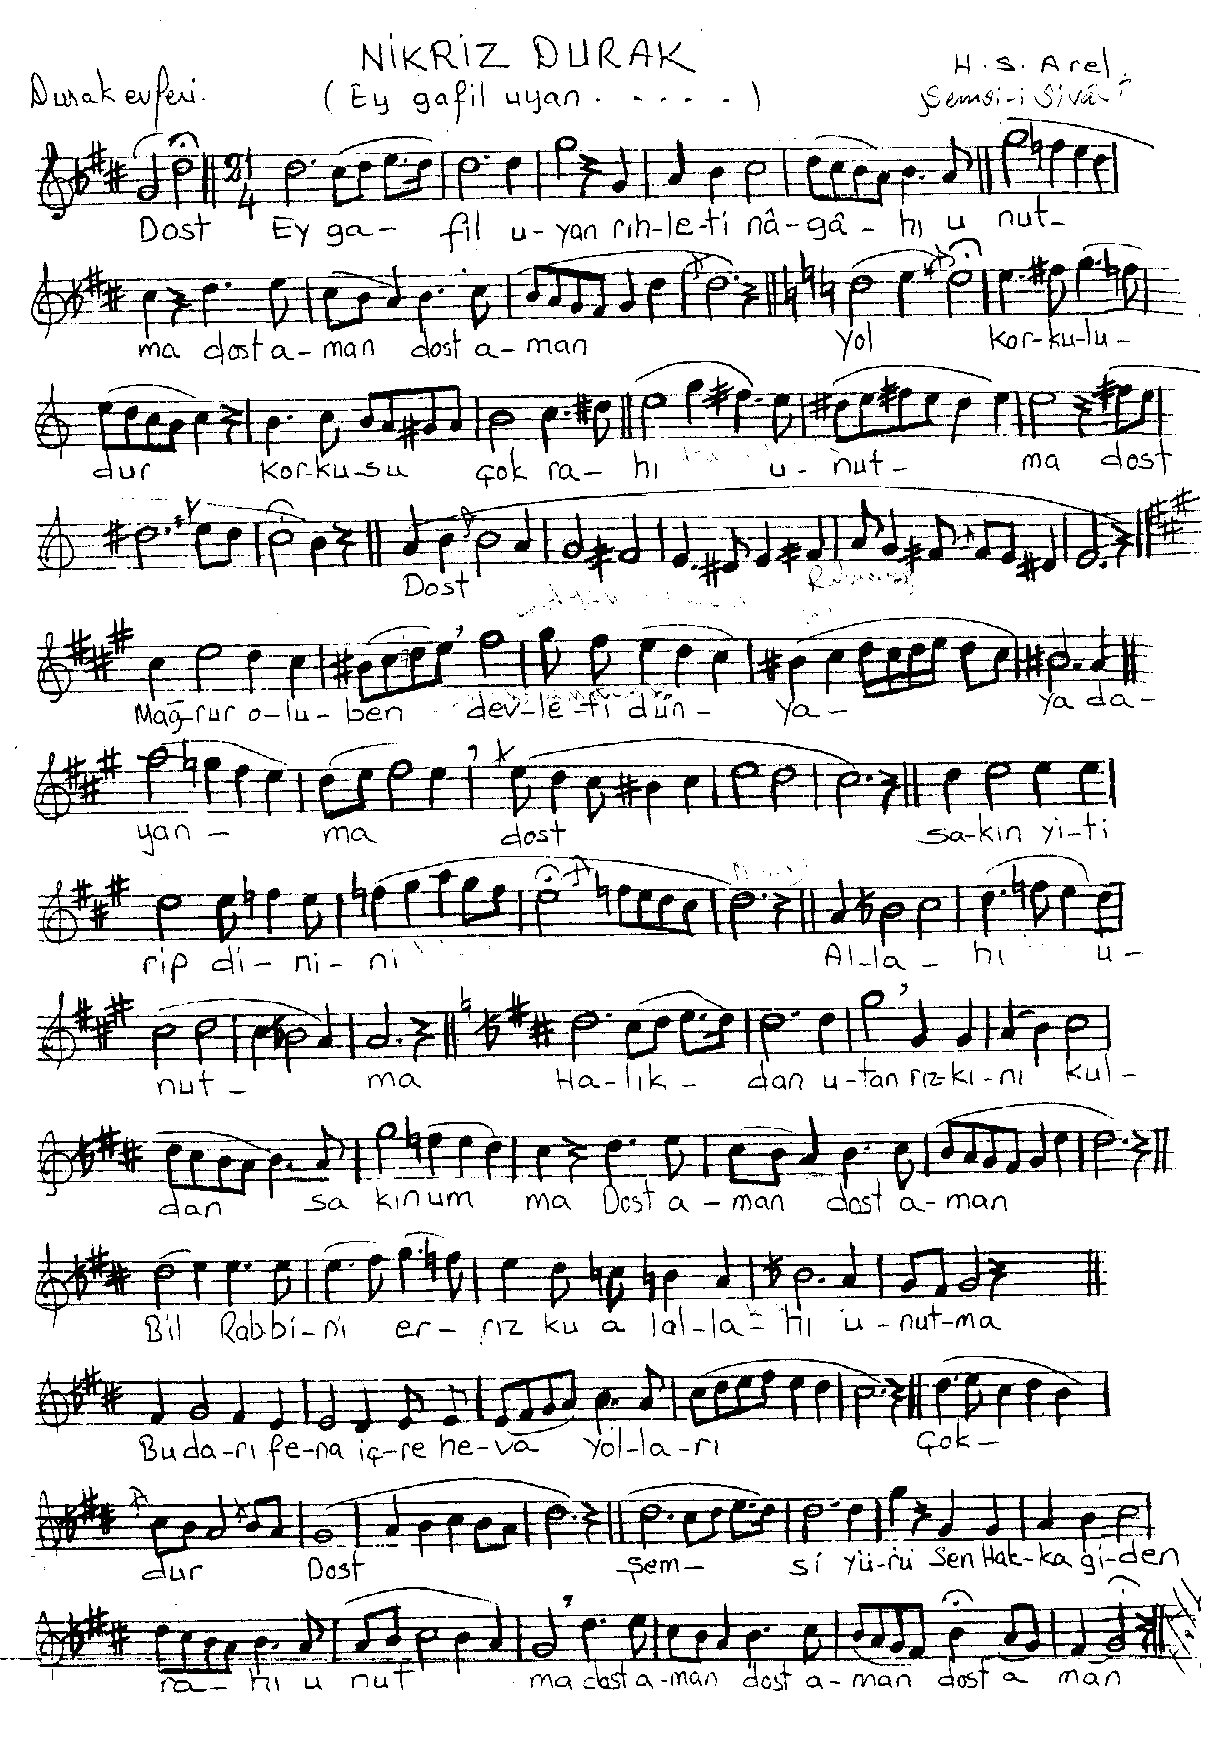 NİKRİZ DURAK
H. S. Arel.
Durak evferi.
(Ey gafil uyan . . . . . .)
Şemsi-i Sivâ-î
21
4
Dost Ey ga- fil u-yan rıh-le-ti nâ-gâ-hı u nut-
ma dost a-man dost a-man Yol kor-ku-lu-
dur kor-ku-su çok ra-hı u-nut- ma dost
Dost
Mağ-rur o-lu-ben dev-le-ti dün- ya- ya da-
yan- ma dost sa-kın yi-ti
rip di-ni-ni Al-la-hı u-
nut- ma Ha-lık- dan u-tan rız-kı-nı kul-
dan sa kınum ma Dost a-man dost a-man
Bil Rab-bi-ni er-rız ku a lal-la-hı u-nut-ma
Bu da-rı fe-na iç-re he-va yol-la-rı Çok-
dur Dost Şem- si yü-rü Sen Hak-ka gi-den
ra-hı u nut ma dost a-man dost a-man dost a man